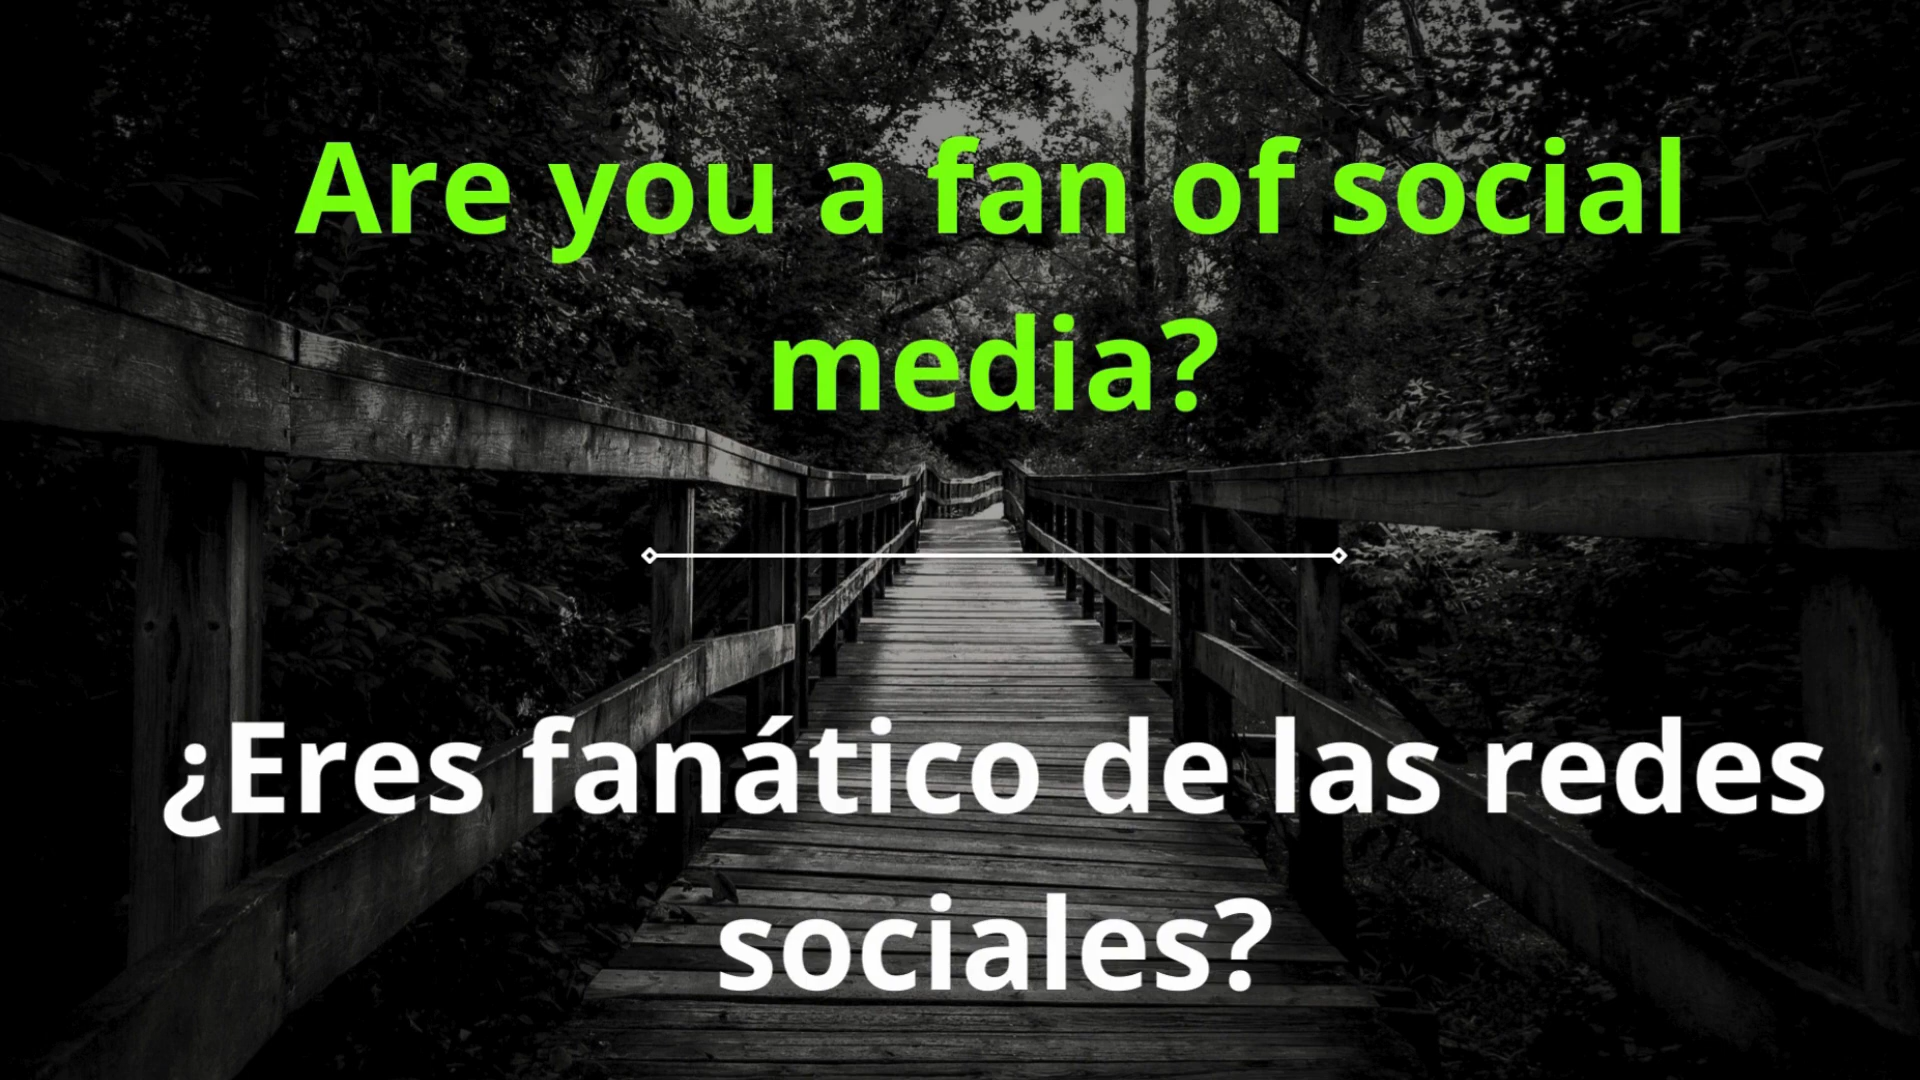 Are you a fan of social
media?
¿Eres fanático de las redes
sociales?